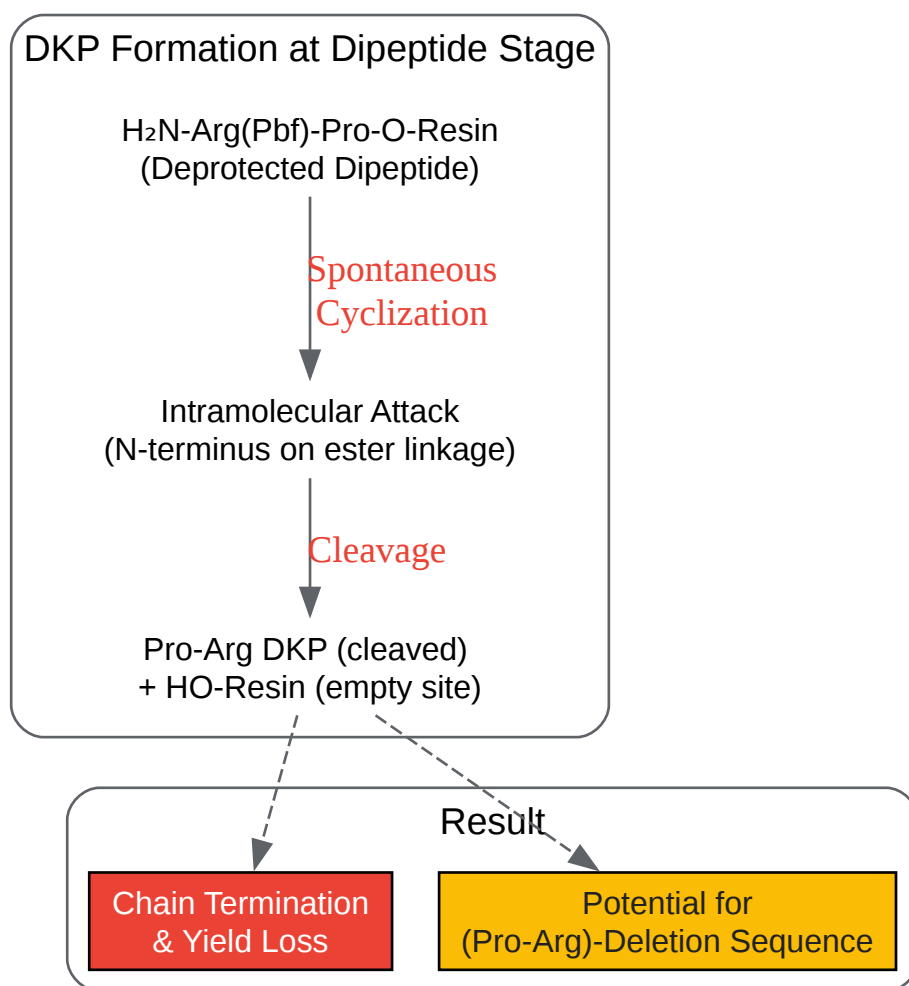 DKP Formation at Dipeptide Stage
H₂N-Arg(Pbf)-Pro-O-Resin
(Deprotected Dipeptide)
Spontaneous
Cyclization
Intramolecular Attack
(N-terminus on ester linkage)
Cleavage
Pro-Arg DKP (cleaved)
+ HO-Resin (empty site)
Result
Chain Termination
& Yield Loss
Potential for
(Pro-Arg)-Deletion Sequence